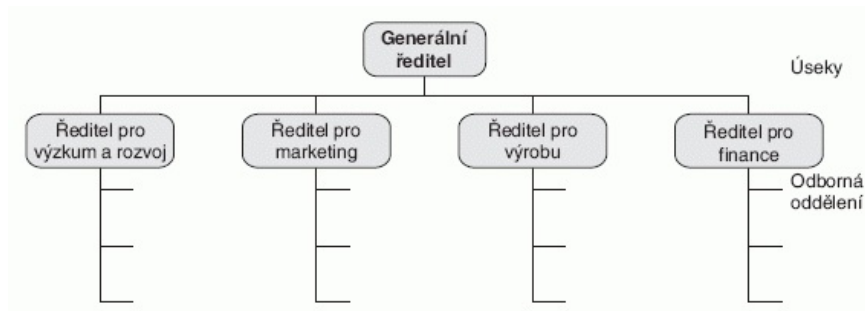 Generální
ředitel
Úseky
Ředitel pro
výzkum a rozvoj
Ředitel pro
marketing
Ředitel pro
výrobu
Ředitel pro
finance
Odborná
oddělení